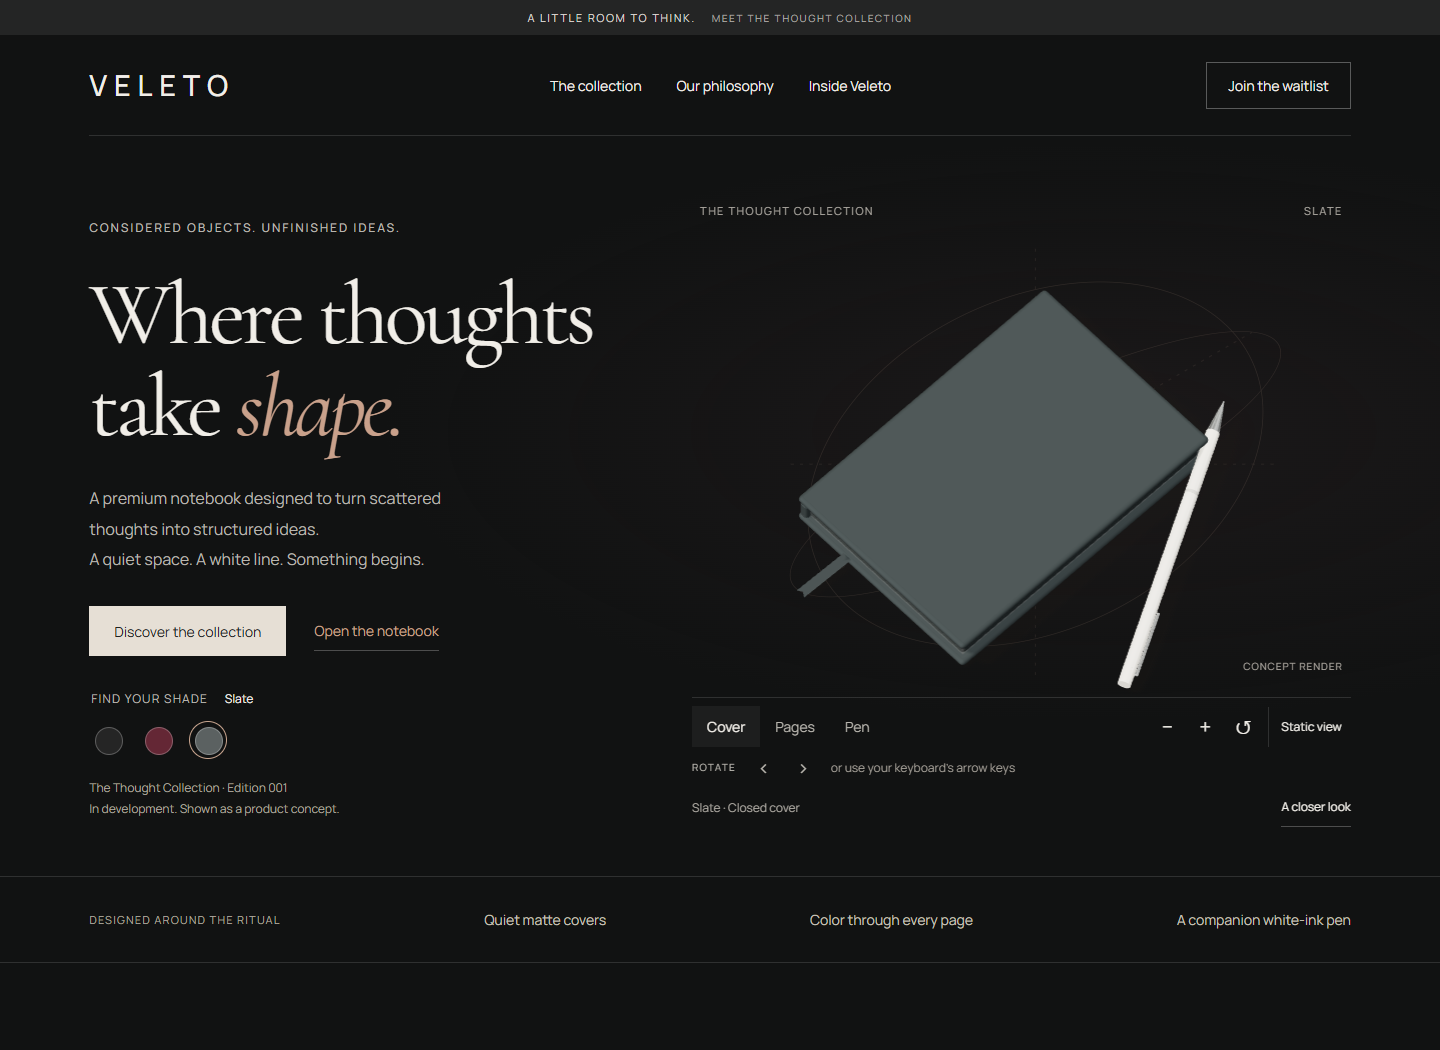 A LITTLE ROOM TO THINK. MEET THE THOUGHT COLLECTION
VELETO
The collection Our philosophy Inside Veleto
Join the waitlist
CONSIDERED OBJECTS. UNFINISHED IDEAS.
Where thoughts
take shape.
A premium notebook designed to turn scattered
thoughts into structured ideas.
A quiet space. A white line. Something begins.
Discover the collection Open the notebook
FIND YOUR SHADE Slate
The Thought Collection · Edition 001
In development. Shown as a product concept.
THE THOUGHT COLLECTION SLATE
CONCEPT RENDER
Cover Pages Pen − + ↺ Static view
ROTATE ‹ › or use your keyboard's arrow keys
Slate · Closed cover A closer look
DESIGNED AROUND THE RITUAL Quiet matte covers Color through every page A companion white-ink pen